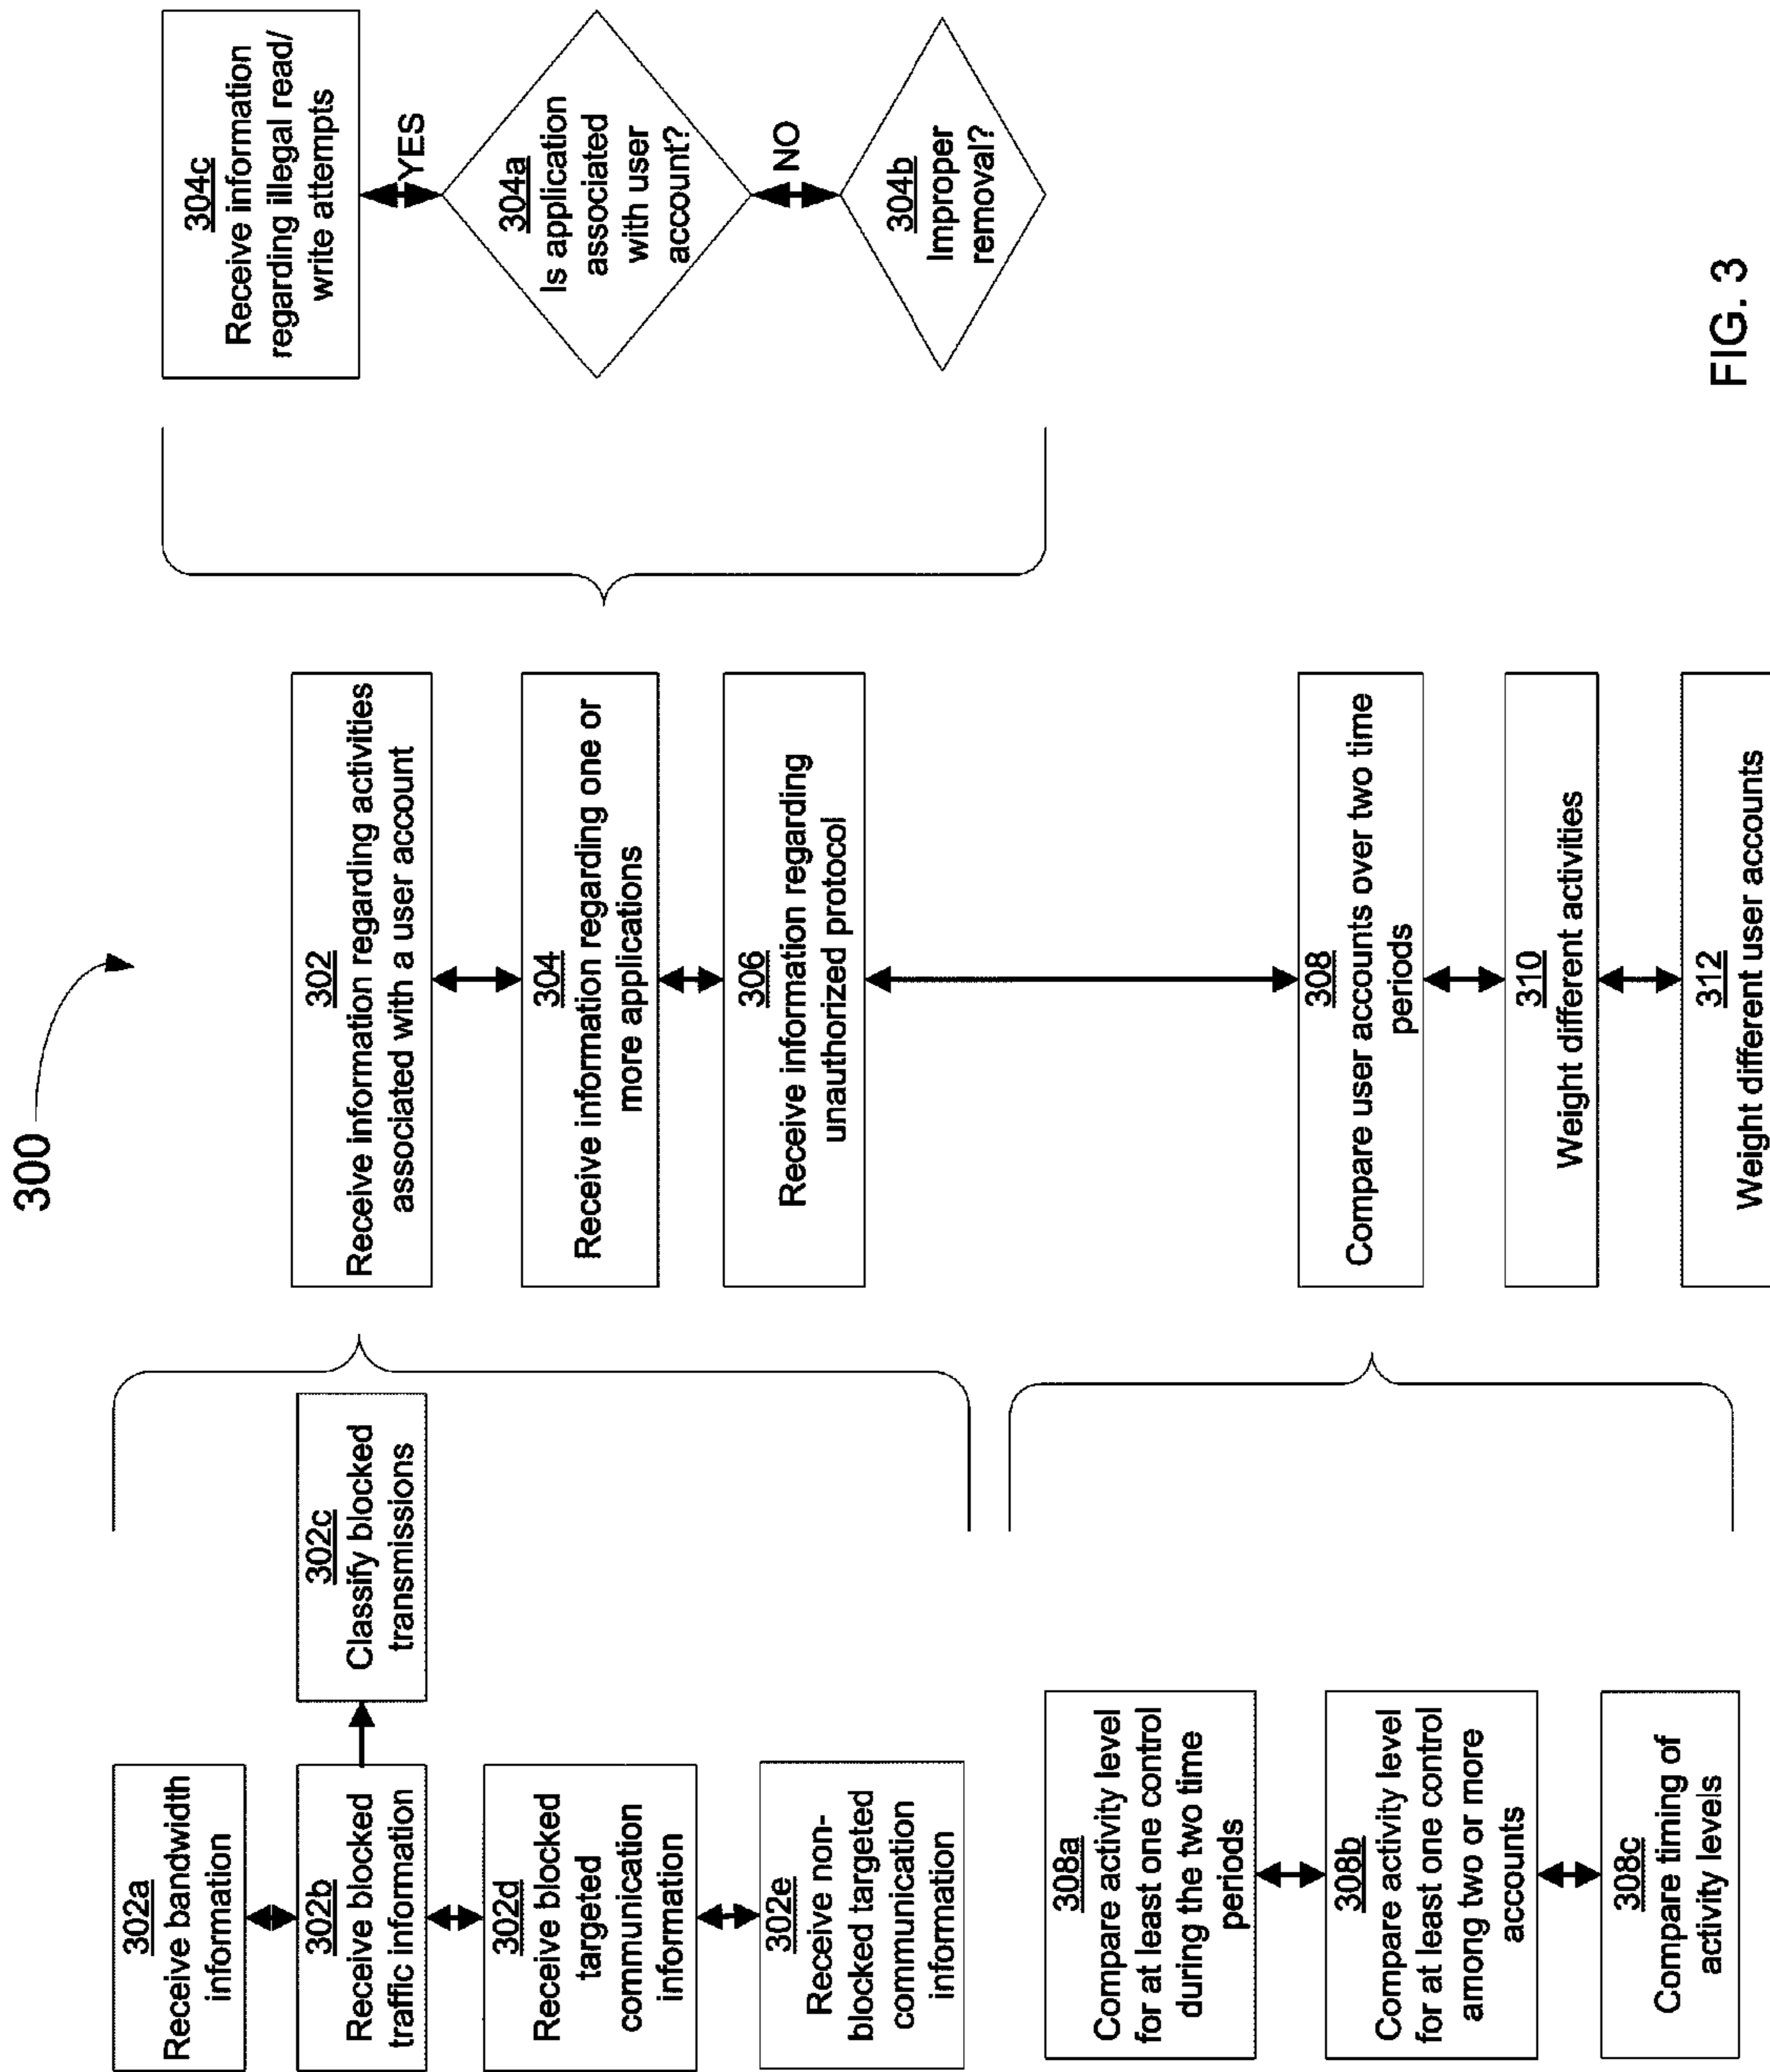 300
302a
Receive bandwidth
information
302b
Receive blocked
traffic information
302c
Classify blocked
transmissions
302d
Receive blocked
targeted
communication
information
302e
Receive non-
blocked targeted
communication
information
302
Receive information regarding activities
associated with a user account
304
Receive information regarding one or
more applications
306
Receive information regarding
unauthorized protocol
304c
Receive information
regarding illegal read/
write attempts
YES
304a
Is application
associated
with user
account?
NO
304b
Improper
removal?
308a
Compare activity level
for at least one control
during the two time
periods
308b
Compare activity level
for at least one control
among two or more
accounts
308c
Compare timing of
activity levels
308
Compare user accounts over two time
periods
310
Weight different activities
312
Weight different user accounts
FIG. 3